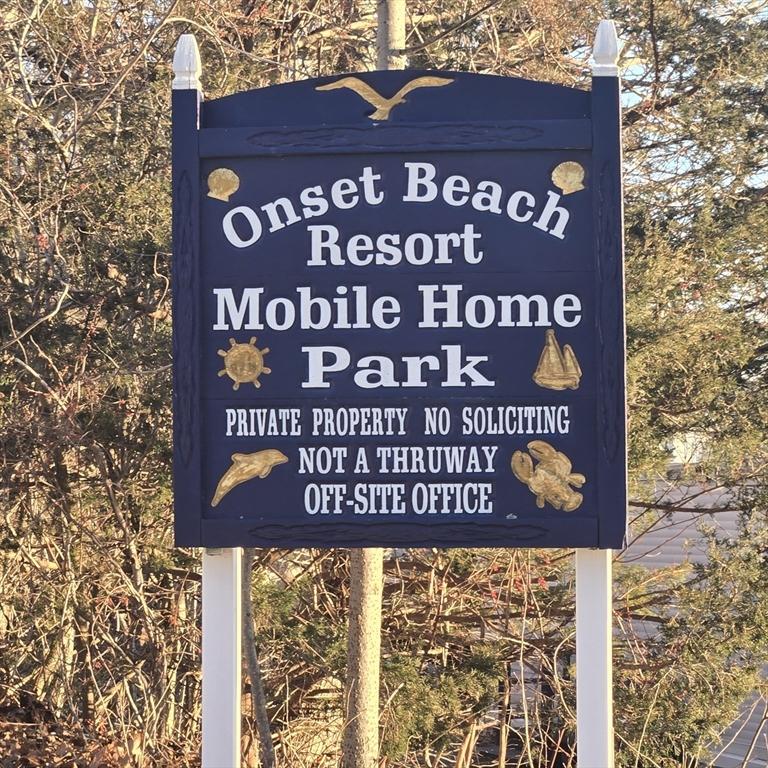 Onset Beach
Resort
Mobile Home
Park
PRIVATE PROPERTY NO SOLICITING
NOT A THRUWAY
OFF-SITE OFFICE